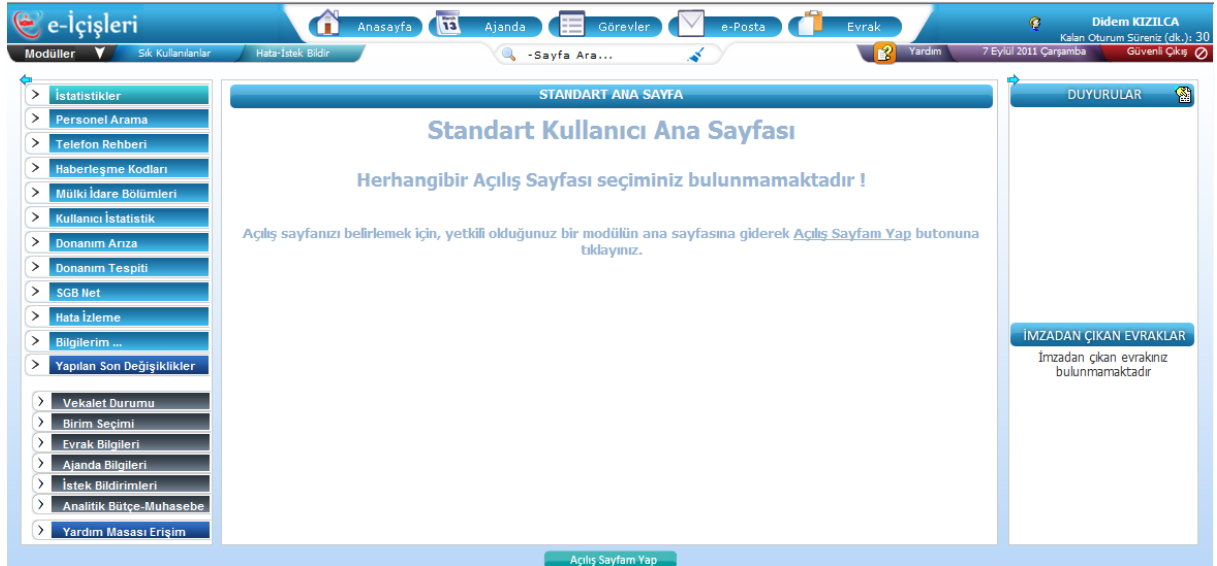 e-İçişleri
Anasayfa
13
Ajanda
Görevler
e-Posta
Evrak
Didem KIZILCA
Kalan Oturum Süreniz (dk.): 30
Modüller
Sık Kullanılanlar
Hata-İstek Bildir
-Sayfa Ara...
Yardım
7 Eylül 2011 Çarşamba
Güvenli Çıkış
İstatistikler
Personel Arama
Telefon Rehberi
Haberleşme Kodları
Mülki İdare Bölümleri
Kullanıcı İstatistik
Donanım Arıza
Donanım Tespiti
SGB Net
Hata İzleme
Bilgilerim ...
Yapılan Son Değişiklikler
Vekalet Durumu
Birim Seçimi
Evrak Bilgileri
Ajanda Bilgileri
İstek Bildirimleri
Analitik Bütçe-Muhasebe
Yardım Masası Erişim
STANDART ANA SAYFA
Standart Kullanıcı Ana Sayfası
Herhangibir Açılış Sayfası seçiminiz bulunmamaktadır !
Açılış sayfanızı belirlemek için, yetkili olduğunuz bir modülün ana sayfasına giderek Açılış Sayfam Yap butonuna
tıklayınız.
DUYURULAR
İMZADAN ÇIKAN EVRAKLAR
İmzadan çıkan evrakınız
bulunmamaktadır
Açılış Sayfam Yap